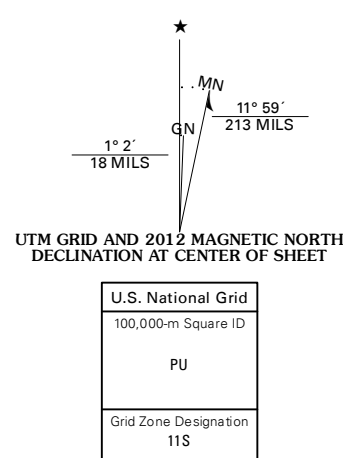 ★
MN
11° 59´
213 MILS
GN
1° 2´
18 MILS
UTM GRID AND 2012 MAGNETIC NORTH
DECLINATION AT CENTER OF SHEET
U.S. National Grid
100,000-m Square ID
PU
Grid Zone Designation
11S